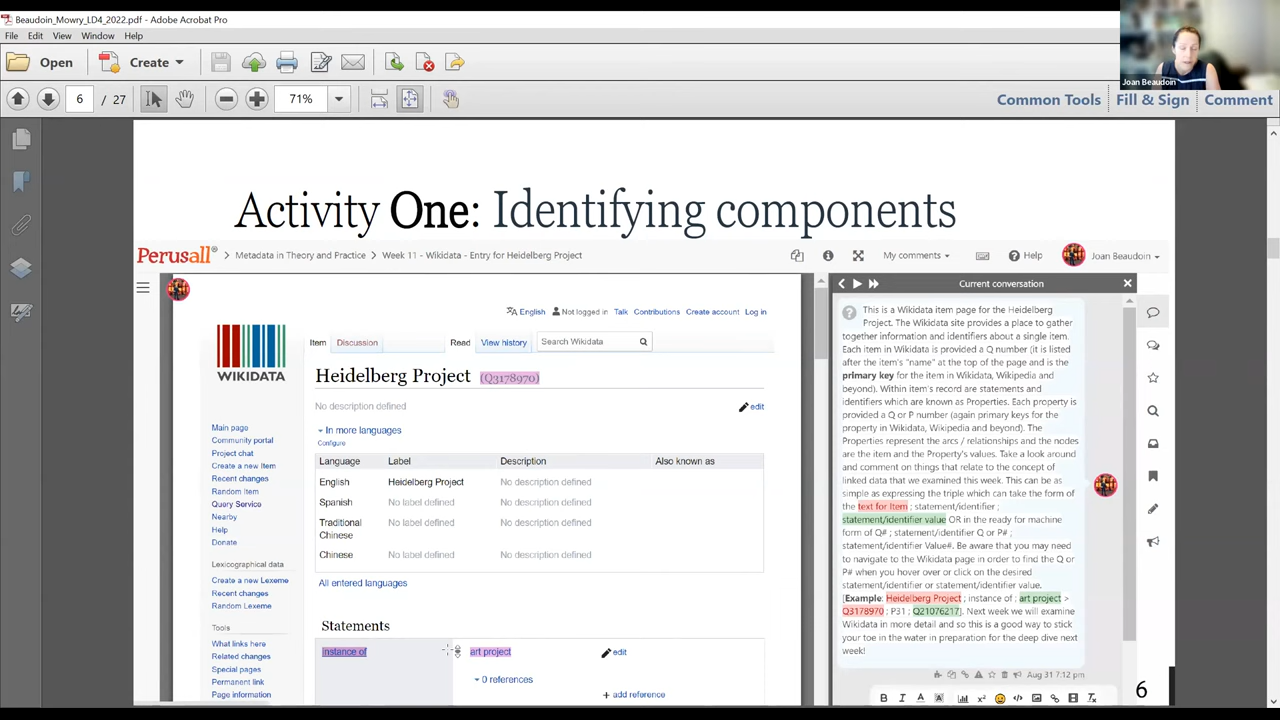 Beaudoin_Mowry_LD4_2022.pdf - Adobe Acrobat Pro
File Edit View Window Help
Open Create
6 / 27 71% Common Tools Fill & Sign Comment
Joan Beaudoin
Activity One: Identifying components
Perusall® Metadata in Theory and Practice Week 11 - Wikidata - Entry for Heidelberg Project My comments Help Joan Beaudoin
English Not logged in Talk Contributions Create account Log in
Item Discussion Read View history Search Wikidata
WIKIDATA
Heidelberg Project (Q3178970)
No description defined edit
In more languages
Configure
Language Label Description Also known as
English Heidelberg Project No description defined
Spanish No label defined No description defined
Traditional Chinese No label defined No description defined
Chinese No label defined No description defined
All entered languages
Statements
instance of art project edit
0 references
+ add reference
Main page
Community portal
Project chat
Create a new Item
Recent changes
Random Item
Query Service
Nearby
Help
Donate
Lexicographical data
Create a new Lexeme
Recent changes
Random Lexeme
Tools
What links here
Related changes
Special pages
Permanent link
Page information
Current conversation
This is a Wikidata item page for the Heidelberg
Project. The Wikidata site provides a place to gather
together information and identifiers about a single item.
Each item in Wikidata is provided a Q number (it is listed
after the item's "name" at the top of the page and is the
primary key for the item in Wikidata, Wikipedia and
beyond). Within item's record are statements and
identifiers which are known as Properties. Each property is
provided a Q or P number (again primary keys for the
property in Wikidata, Wikipedia and beyond). The
Properties represent the arcs / relationships and the nodes
are the item and the Property's values. Take a look around
and comment on things that relate to the concept of
linked data that we examined this week. This can be as
simple as expressing the triple which can take the form of
the text for Item ; statement/identifier ;
statement/identifier value OR in the ready for machine
form of Q# ; statement/identifier Q or P# ;
statement/identifier Value#. Be aware that you may need
to navigate to the Wikidata page in order to find the Q or
P# when you hover over or click on the desired
statement/identifier or statement/identifier value.
[Example: Heidelberg Project ; instance of ; art project >
Q3178970 ; P31 ; Q21076217]. Next week we will examine
Wikidata in more detail and so this is a good way to stick
your toe in the water in preparation for the deep dive next
week!
Aug 31 7:12 pm
6